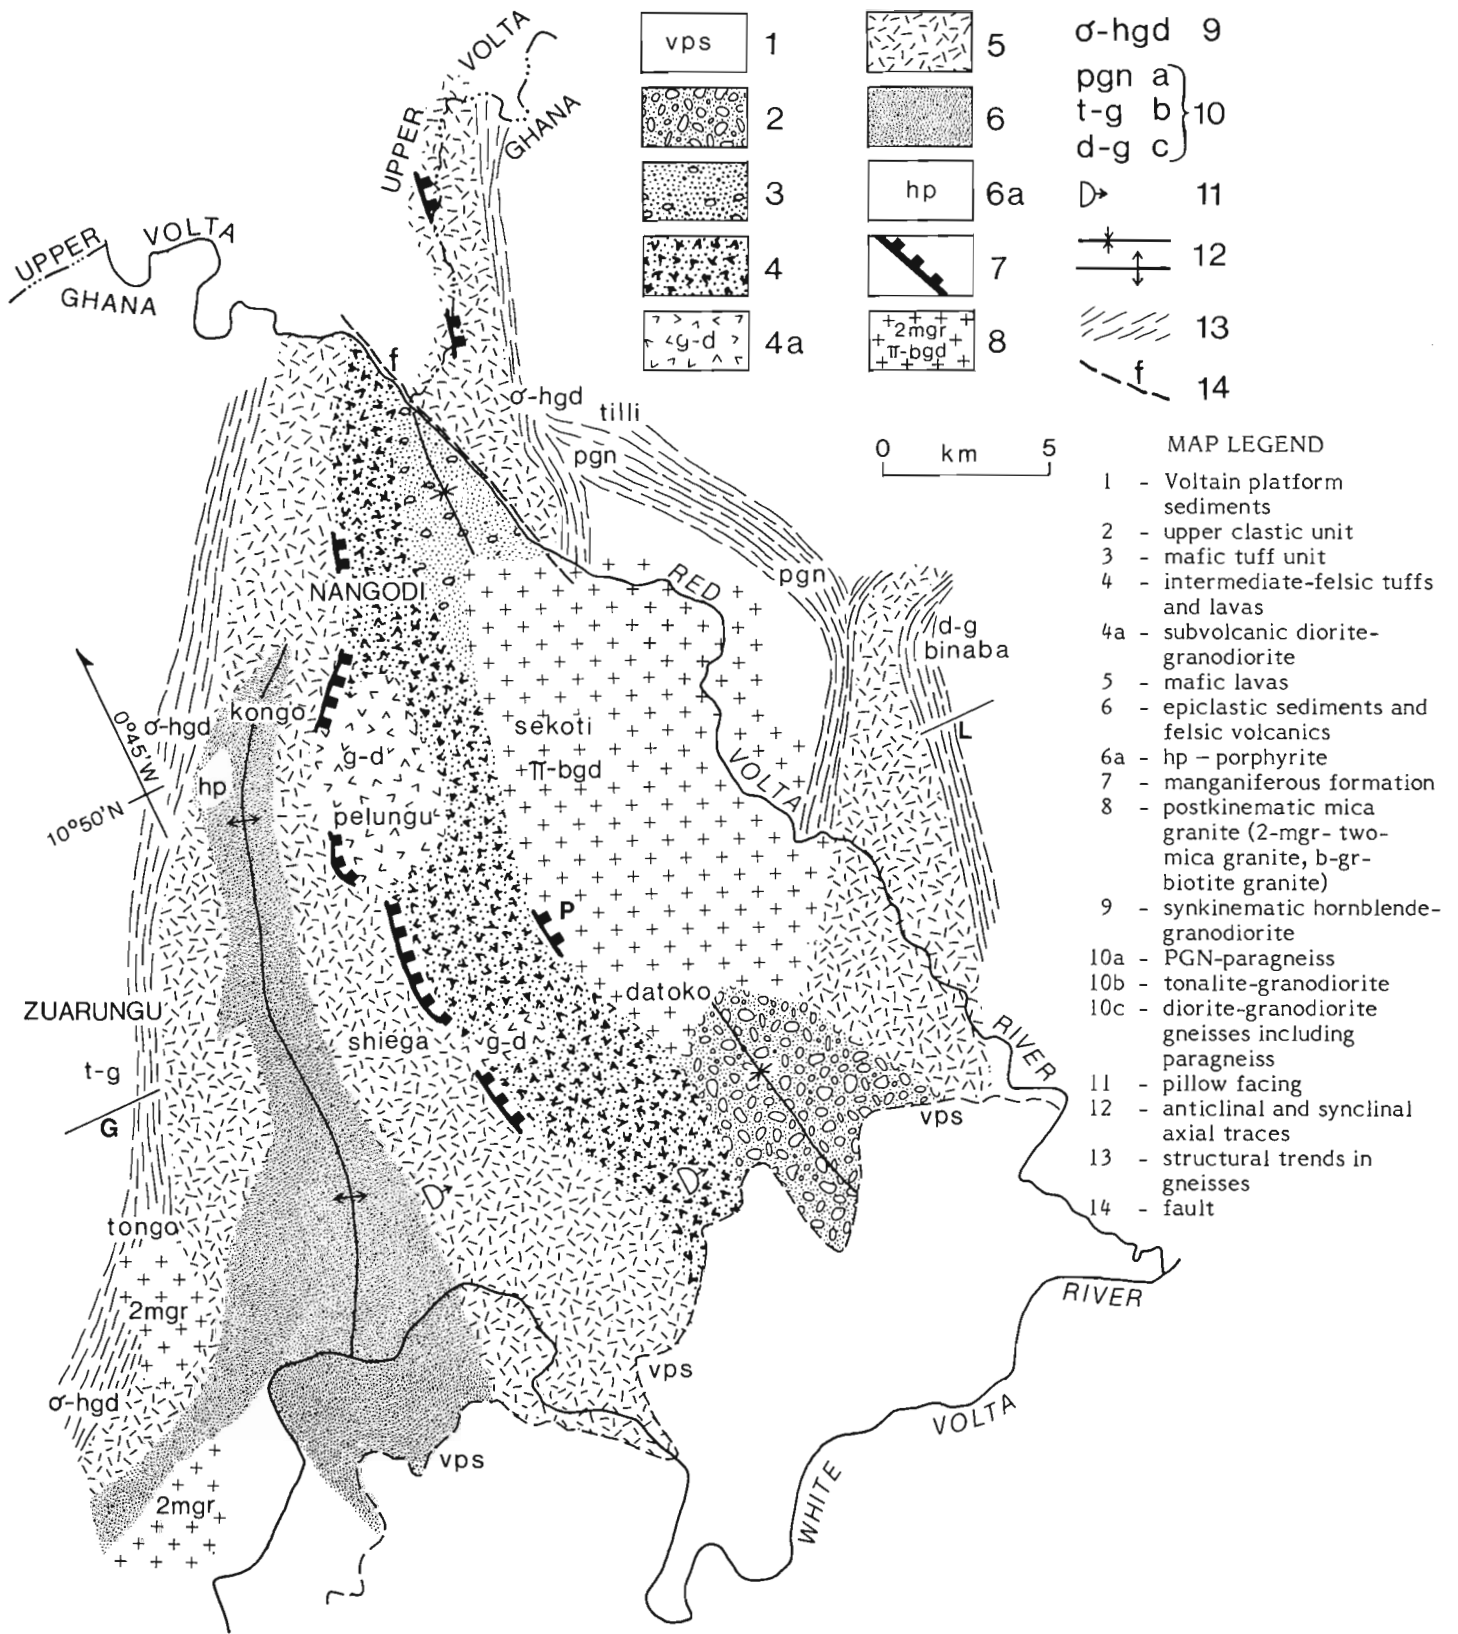 UPPER VOLTA
GHANA
UPPER
VOLTA
GHANA
vps 1
2
3
4
g-d 4a
5
6
hp 6a
7
2mgr
π-bgd 8
σ-hgd 9
pgn a
t-g b 10
d-g c
11
12
13
f 14
0 km 5
MAP LEGEND
1 - Voltain platform
sediments
2 - upper clastic unit
3 - mafic tuff unit
4 - intermediate-felsic tuffs
and lavas
4a - subvolcanic diorite-
granodiorite
5 - mafic lavas
6 - epiclastic sediments and
felsic volcanics
6a - hp - porphyrite
7 - manganiferous formation
8 - postkinematic mica
granite (2-mgr- two-
mica granite, b-gr-
biotite granite)
9 - synkinematic hornblende-
granodiorite
10a - PGN-paragneiss
10b - tonalite-granodiorite
10c - diorite-granodiorite
gneisses including
paragneiss
11 - pillow facing
12 - anticlinal and synclinal
axial traces
13 - structural trends in
gneisses
14 - fault
f
σ-hgd
tilli
pgn
pgn
RED
VOLTA
RIVER
NANGODI
d-g
binaba
L
0°45'W
10°50'N
σ-hgd
kongo
hp
g-d
pelungu
sekoti
π-bgd
P
datoko
ZUARUNGU
shiega
g-d
t-g
G
vps
tongo
2mgr
σ-hgd
vps
vps
2mgr
RIVER
VOLTA
WHITE